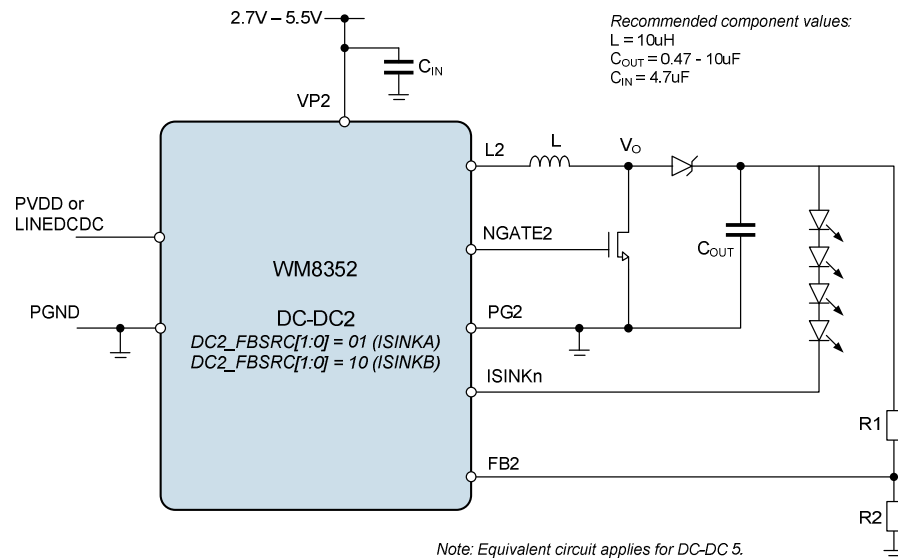 2.7V – 5.5V
Recommended component values:
L = 10uH
COUT = 0.47 - 10uF
CIN = 4.7uF
CIN
VP2
L2
L
VO
PVDD or
LINEDCDC
NGATE2
COUT
WM8352
PGND
DC-DC2
PG2
DC2_FBSRC[1:0] = 01 (ISINKA)
DC2_FBSRC[1:0] = 10 (ISINKB)
ISINKn
R1
FB2
R2
Note: Equivalent circuit applies for DC-DC 5.